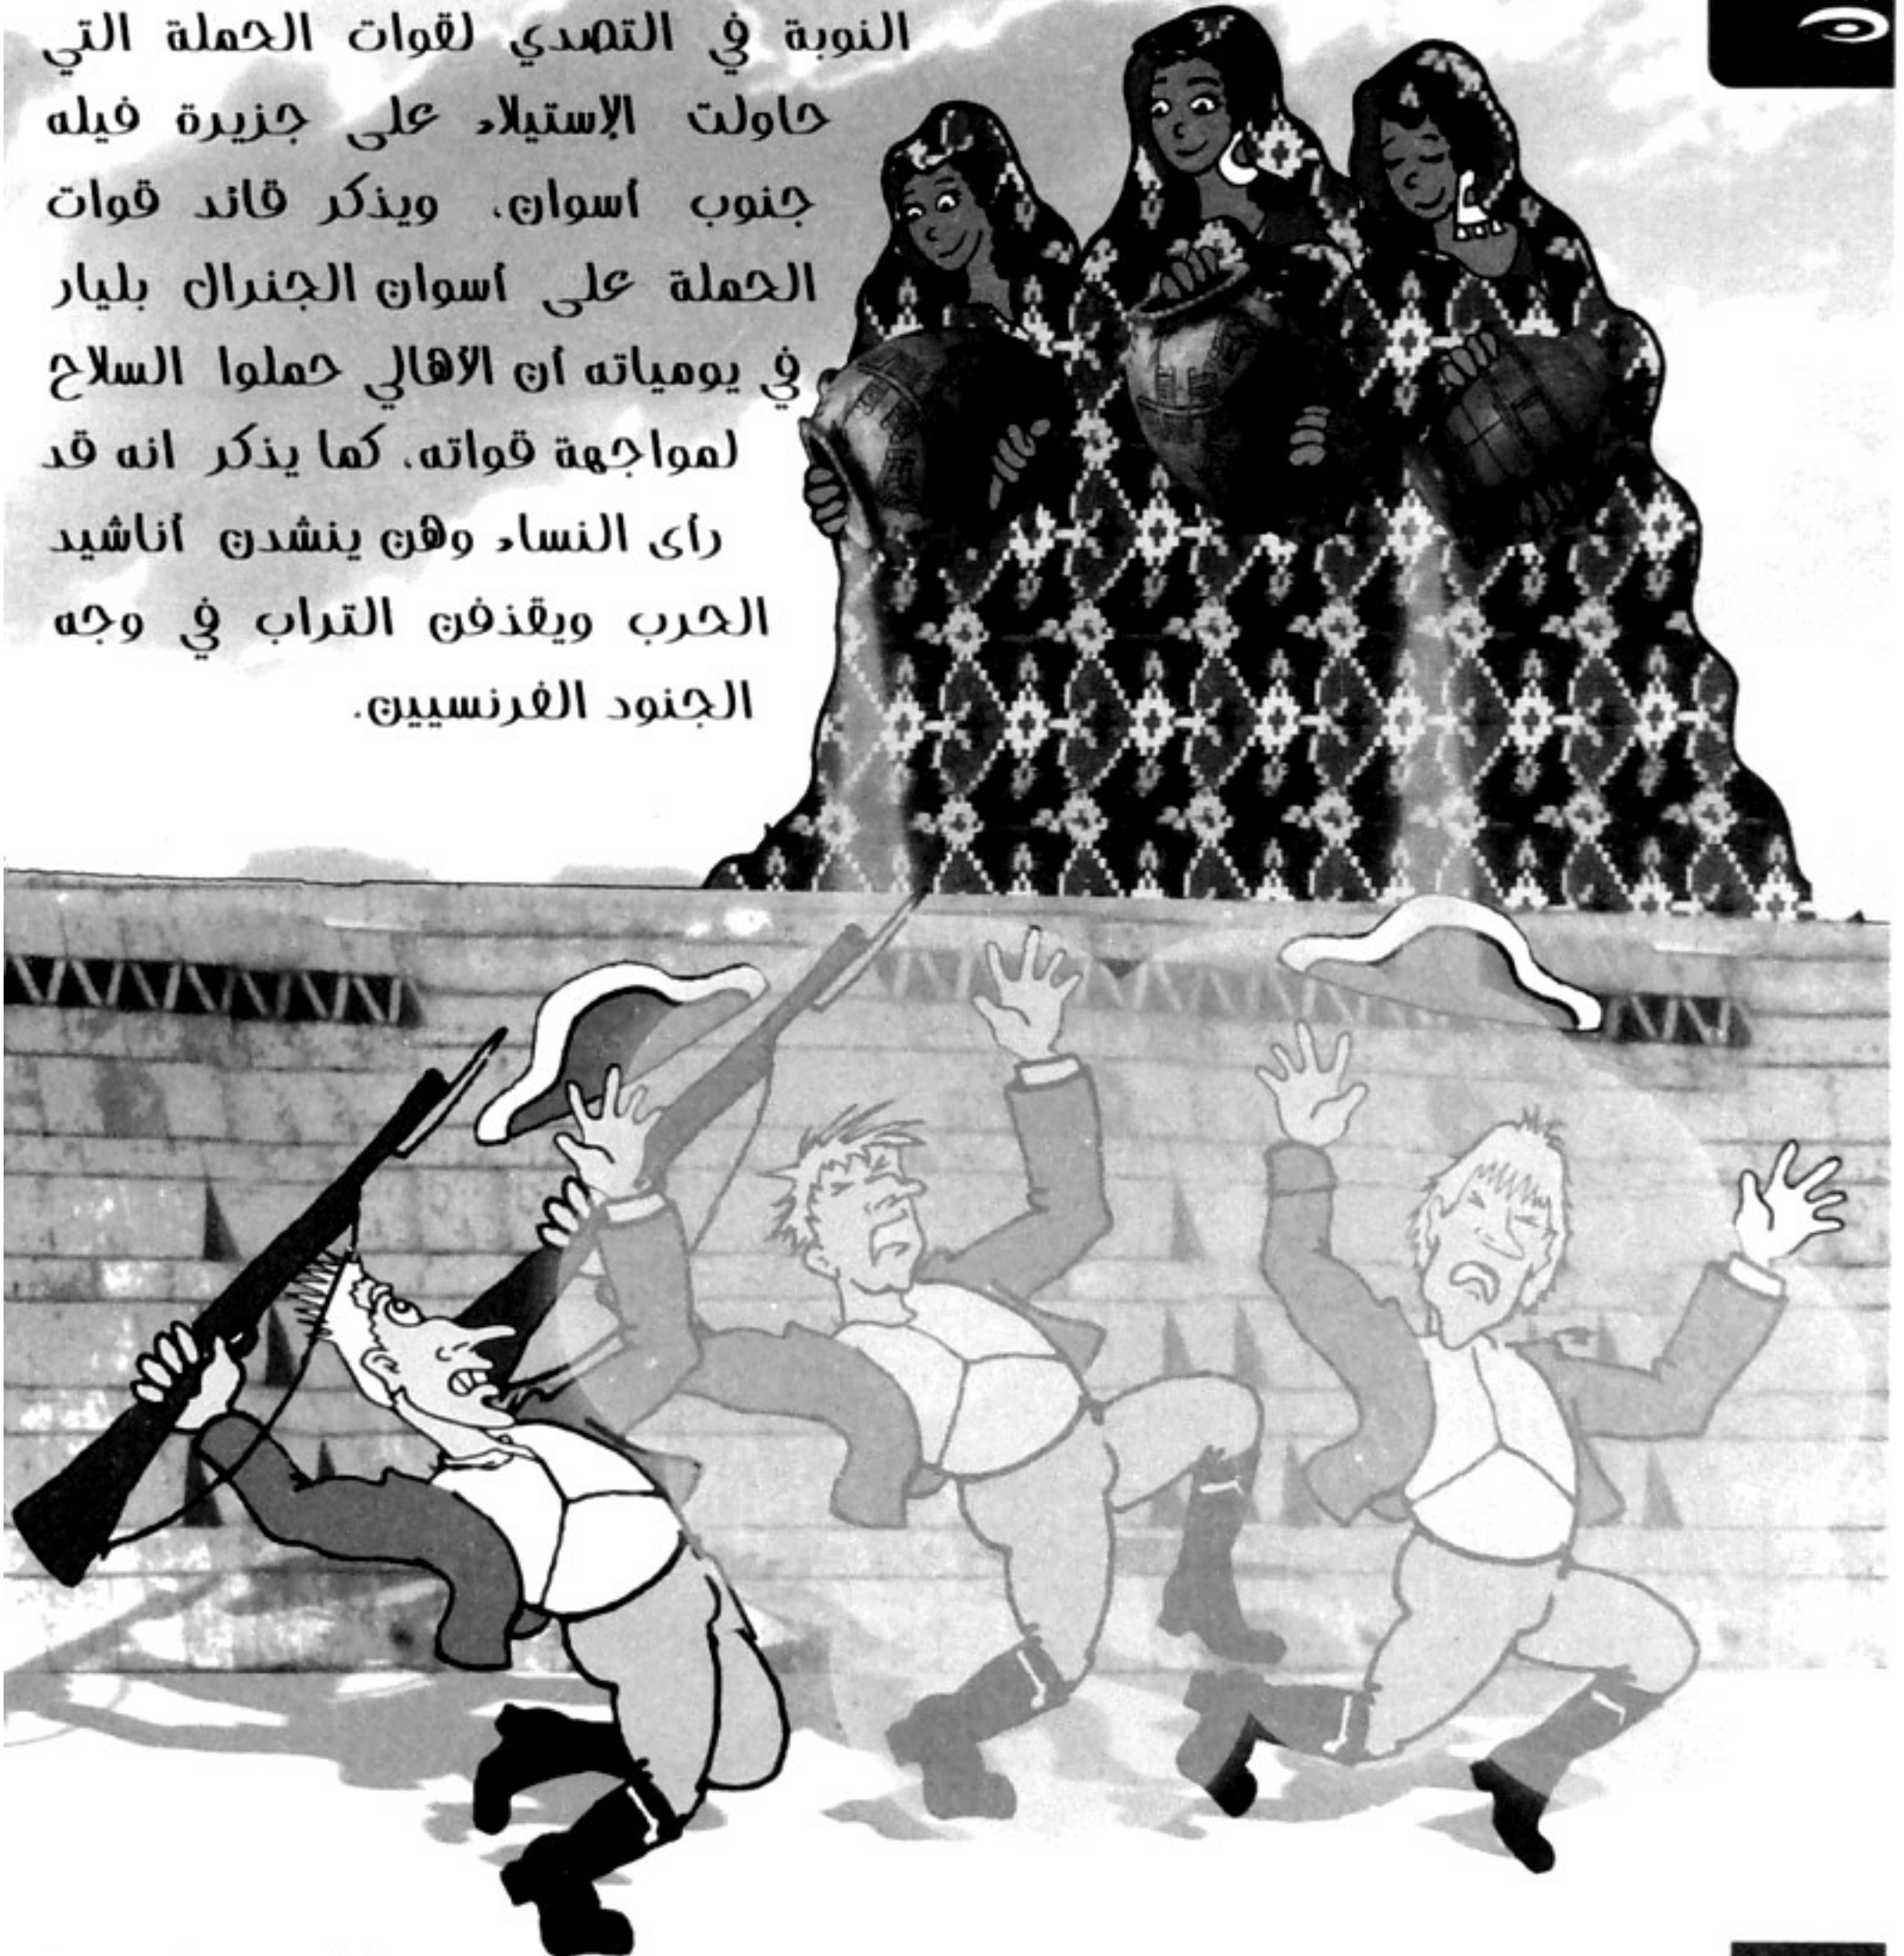 النوبة في التصدي لقوات الحملة التي
حاولت الإستيلاء على جزيرة فيله
جنوب أسوان. ويذكر قائد قوات
الحملة على أسوان الجنرال بليار
في يومياته أن الأهالي حملوا السلاح
لمواجهة قواته. كما يذكر انه قد
رأى النساء وهن ينشدن أناشيد
الحرب ويقذفن التراب في وجه
الجنود الفرنسيين.